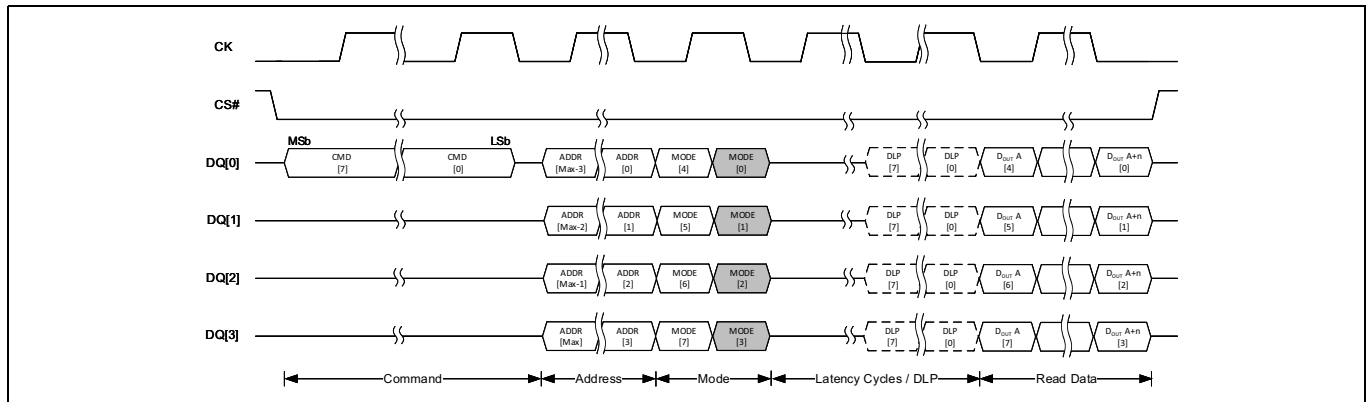 CK
CS#
MSb LSb
DQ[0] CMD [7] CMD [0] ADDR [Max-3] ADDR [0] MODE [4] MODE [0] DLP [7] DLP [0] DOUT A [4] DOUT A+n [0]
DQ[1] ADDR [Max-2] ADDR [1] MODE [5] MODE [1] DLP [7] DLP [0] DOUT A [5] DOUT A+n [1]
DQ[2] ADDR [Max-1] ADDR [2] MODE [6] MODE [2] DLP [7] DLP [0] DOUT A [6] DOUT A+n [2]
DQ[3] ADDR [Max] ADDR [3] MODE [7] MODE [3] DLP [7] DLP [0] DOUT A [7] DOUT A+n [3]
Command Address Mode Latency Cycles / DLP Read Data